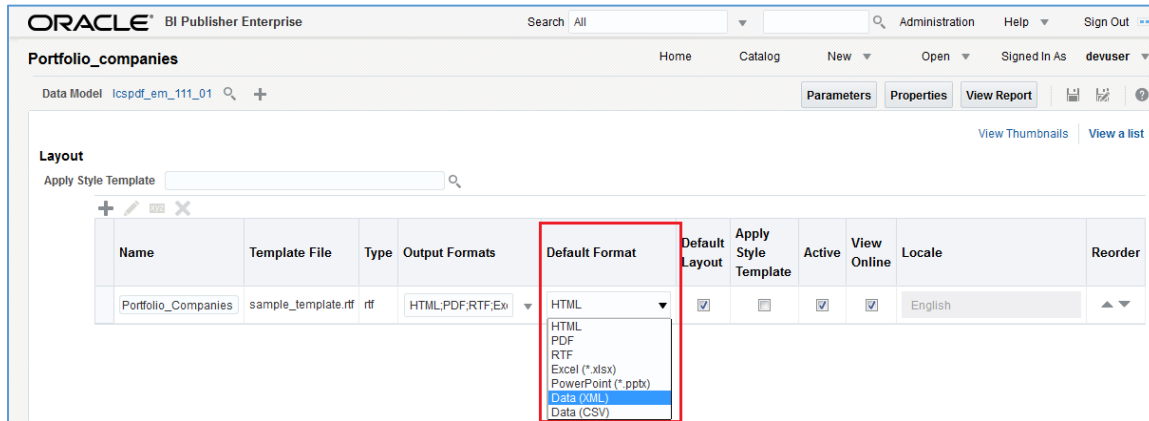 ORACLE BI Publisher Enterprise Search All Administration Help Sign Out
Portfolio_companies Home Catalog New Open Signed In As devuser
Data Model lcspdf_em_111_01 Parameters Properties View Report
View Thumbnails View a list
Layout
Apply Style Template
Name Template File Type Output Formats Default Format Default Layout Apply Style Template Active View Online Locale Reorder
Portfolio_Companies sample_template.rtf rtf HTML;PDF;RTF;Ex HTML English
HTML
PDF
RTF
Excel (*.xlsx)
PowerPoint (*.pptx)
Data (XML)
Data (CSV)